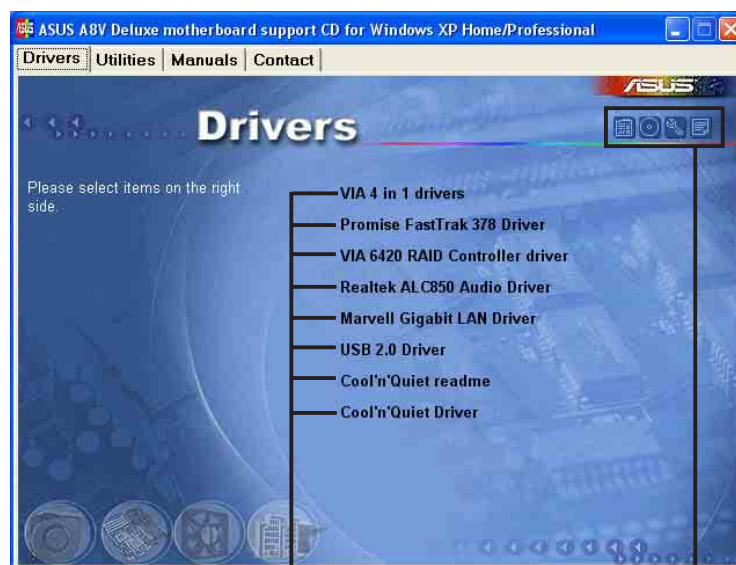 ASUS A8V Deluxe motherboard support CD for Windows XP Home/Professional
Drivers Utilities Manuals Contact
ASUS
Drivers
Please select items on the right
side.
VIA 4 in 1 drivers
Promise FastTrak 378 Driver
VIA 6420 RAID Controller driver
Realtek ALC850 Audio Driver
Marvell Gigabit LAN Driver
USB 2.0 Driver
Cool'n'Quiet readme
Cool'n'Quiet Driver